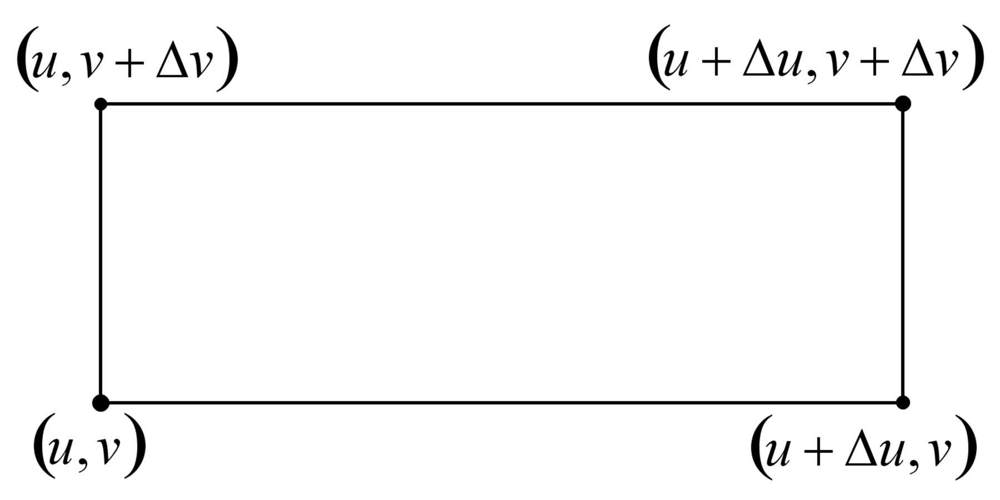 (u, v + Δv)
(u + Δu, v + Δv)
(u, v)
(u + Δu, v)